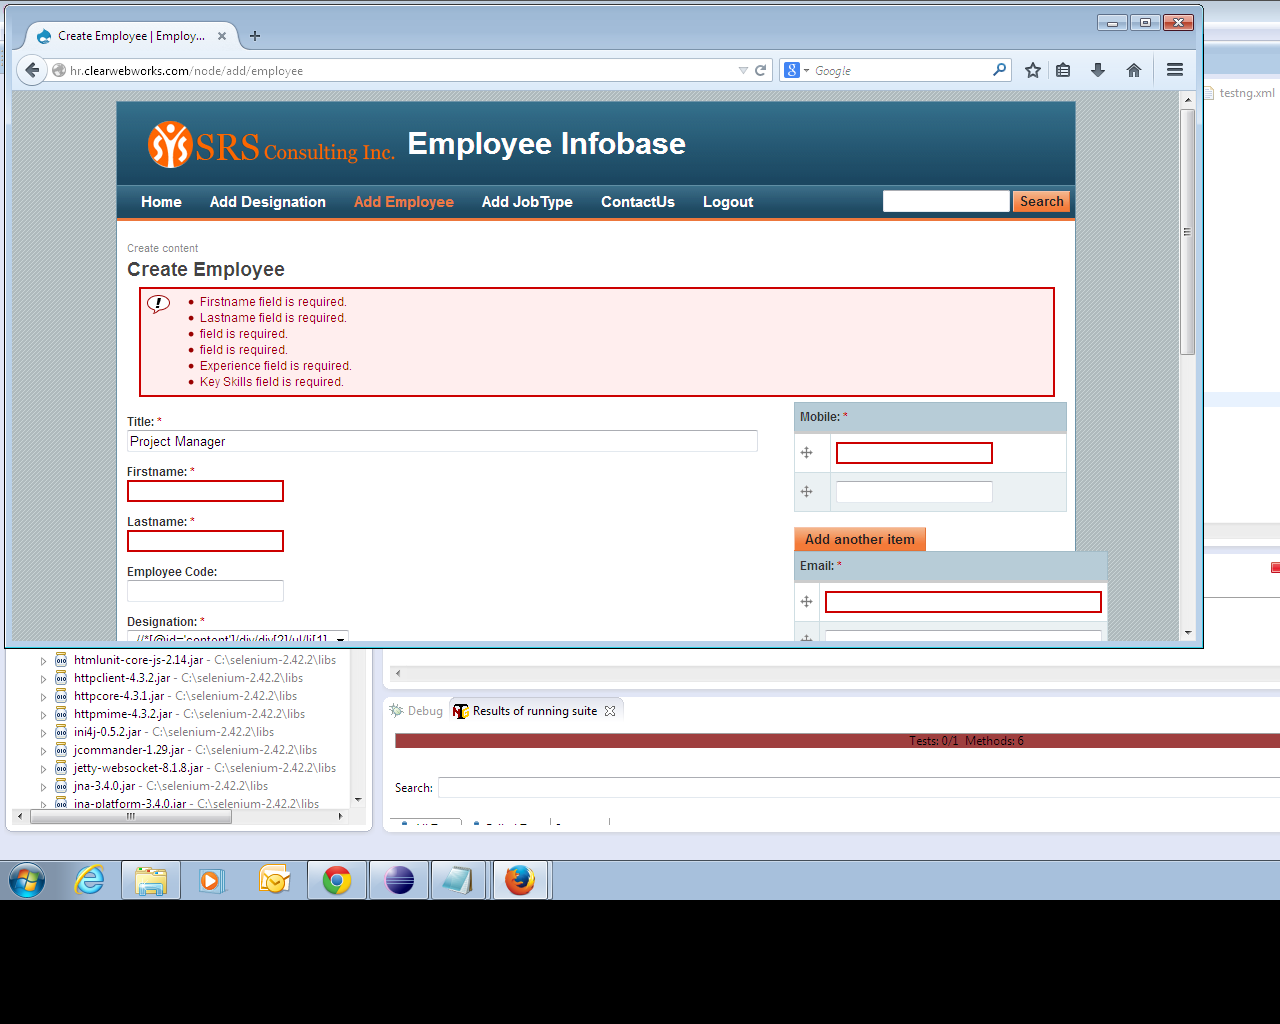 Create Employee | Employ...
hr.clearwebworks.com/node/add/employee
Google
testng.xml
SRS Consulting Inc.
Employee Infobase
Home Add Designation Add Employee Add JobType ContactUs Logout Search
Create content
Create Employee
Firstname field is required.
Lastname field is required.
field is required.
field is required.
Experience field is required.
Key Skills field is required.
Title: *
Project Manager
Firstname: *
Lastname: *
Employee Code:
Designation: *
//*[@id='content']/div/div[2]/ul/li[1]
Mobile: *
Add another item
Email: *
htmlunit-core-js-2.14.jar - C:\selenium-2.42.2\libs
httpclient-4.3.2.jar - C:\selenium-2.42.2\libs
httpcore-4.3.1.jar - C:\selenium-2.42.2\libs
httpmime-4.3.2.jar - C:\selenium-2.42.2\libs
ini4j-0.5.2.jar - C:\selenium-2.42.2\libs
jcommander-1.29.jar - C:\selenium-2.42.2\libs
jetty-websocket-8.1.8.jar - C:\selenium-2.42.2\libs
jna-3.4.0.jar - C:\selenium-2.42.2\libs
jna-platform-3.4.0.jar - C:\selenium-2.42.2\libs
Debug Results of running suite
Tests: 0/1 Methods: 6
Search: